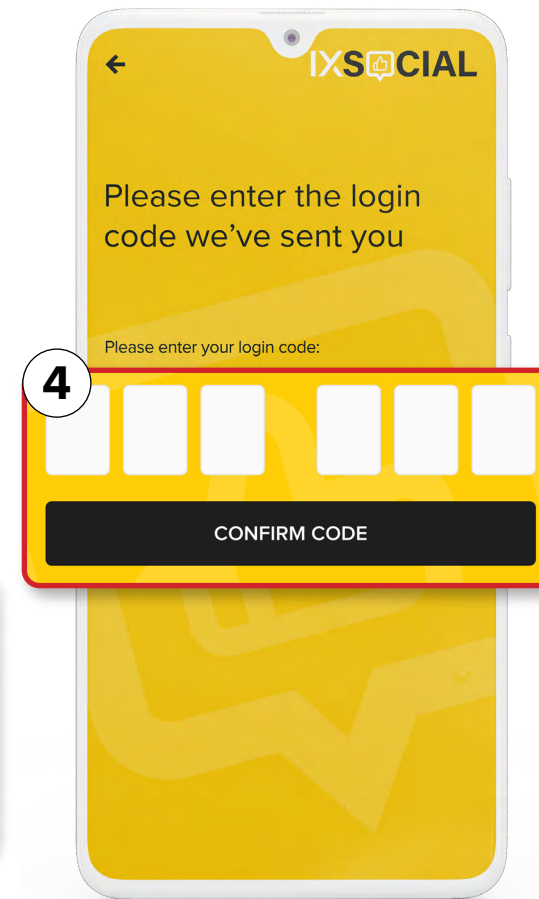 IXSOCIAL
Please enter the login
code we've sent you
Please enter your login code:
4
CONFIRM CODE